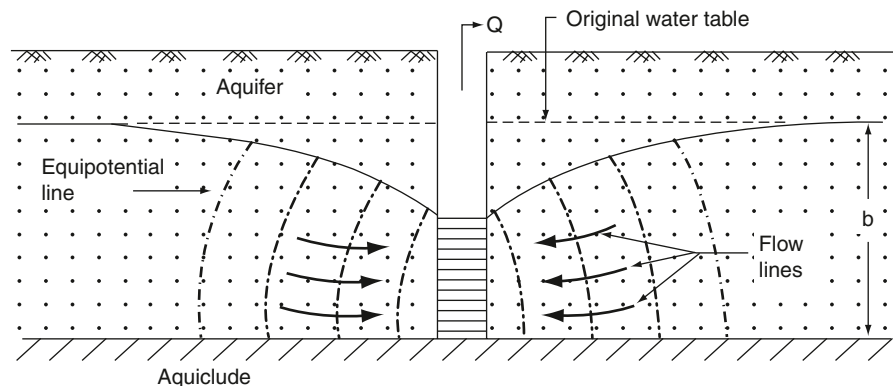 Q
Original water table
Aquifer
Equipotential
line
b
Flow
lines
Aquiclude